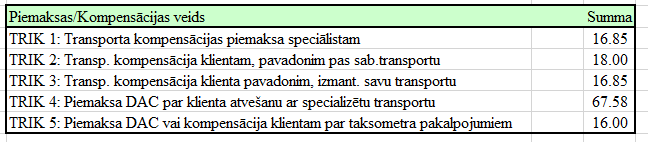 Piemaksas/Kompensācijas veids Summa
TRIK 1: Transporta kompensācijas piemaksa speciālistam 16.85
TRIK 2: Transp. kompensācija klientam, pavadonim pas sab.transportu 18.00
TRIK 3: Transp. kompensācija klienta pavadonim, izmant. savu transportu 16.85
TRIK 4: Piemaksa DAC par klienta atvešanu ar specializētu transportu 67.58
TRIK 5: Piemaksa DAC vai kompensācija klientam par taksometra pakalpojumiem 16.00